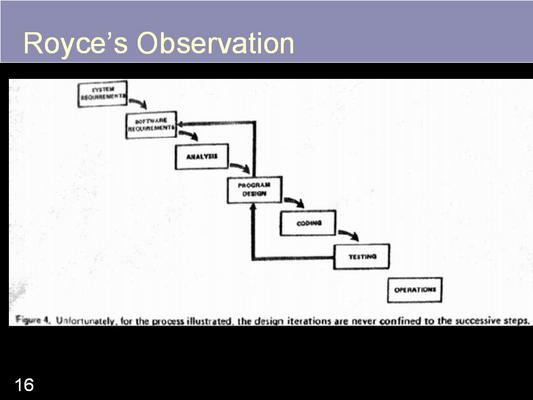 Royce's Observation
SYSTEM
REQUIREMENTS
SOFTWARE
REQUIREMENTS
ANALYSIS
PROGRAM
DESIGN
CODING
TESTING
OPERATIONS
Figure 4. Unfortunately, for the process illustrated, the design iterations are never confined to the successive steps.
16